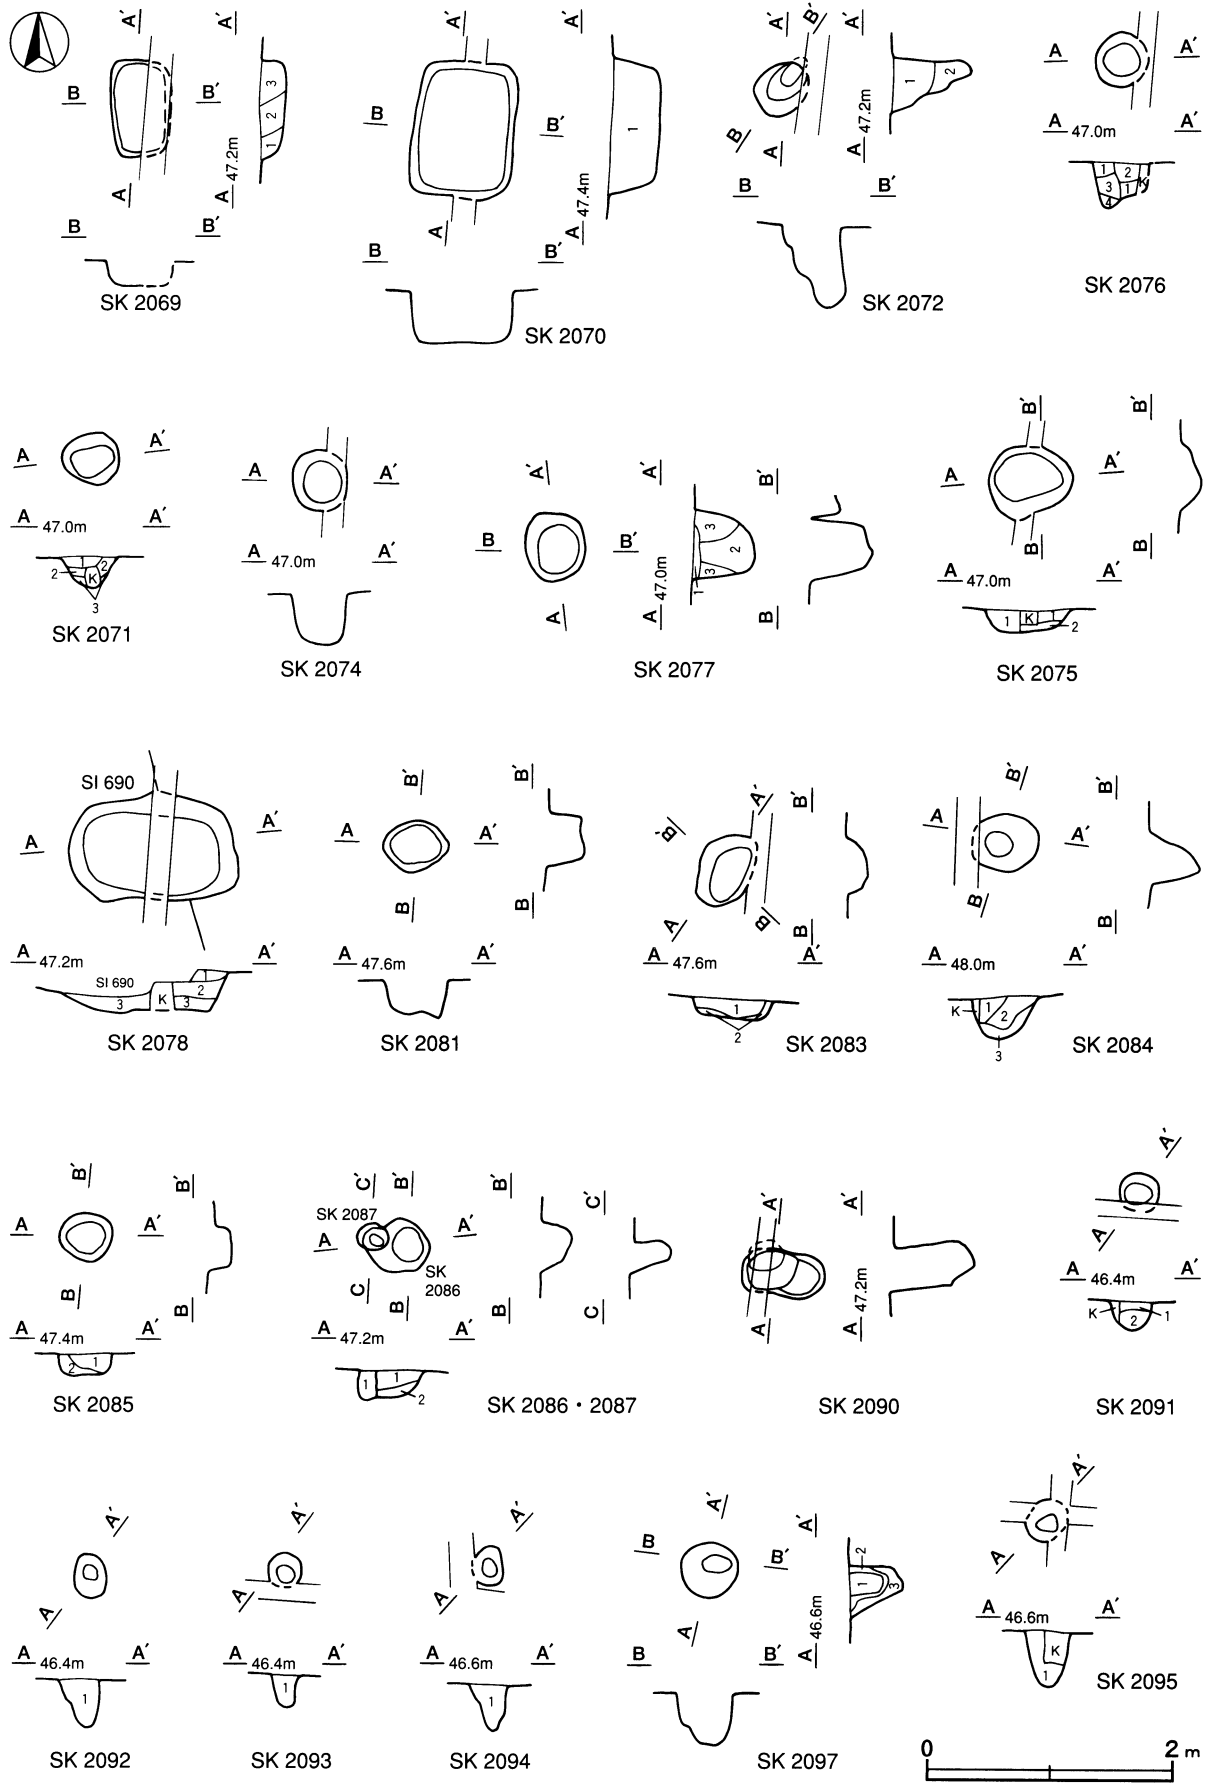 A A' B B' A A' 47.2m 3 2 1 B B' SK 2069
A A' B B' A A' 47.4m 1 B B' SK 2070
A A' B B' A A' 47.2m 1 2 B B' SK 2072
A A' A 47.0m A' 1 2 3 1 K 4 SK 2076
A A' A 47.0m A' 1 2 2 K 3 SK 2071
A A' A 47.0m A' SK 2074
A A' B B' A A' 47.0m 3 2 3 1 B B' SK 2077
A A' B B' B B' A 47.0m A' 1 K 1 2 SK 2075
SI 690 A A' A 47.2m A' SI 690 3 K 2 3 SK 2078
A A' B B' B B' A 47.6m A' SK 2081
A A' B B' B B' A 47.6m A' 1 2 SK 2083
A A' B B' B B' A 48.0m A' K 1 2 3 SK 2084
A A' B B' B B' A 47.4m A' 2 1 SK 2085
SK 2087 SK 2086 A A' B B' C C' B B' C C' A 47.2m A' 1 1 2 SK 2086・2087
A A' A A' 47.2m SK 2090
A A' A 46.4m A' K 2 1 SK 2091
A A' A 46.4m A' 1 SK 2092
A A' A 46.4m A' 1 SK 2093
A A' A 46.6m A' 1 SK 2094
A A' B B' A A' 46.6m 2 1 3 B B' SK 2097
A A' A 46.6m A' K 1 SK 2095
0 2 m